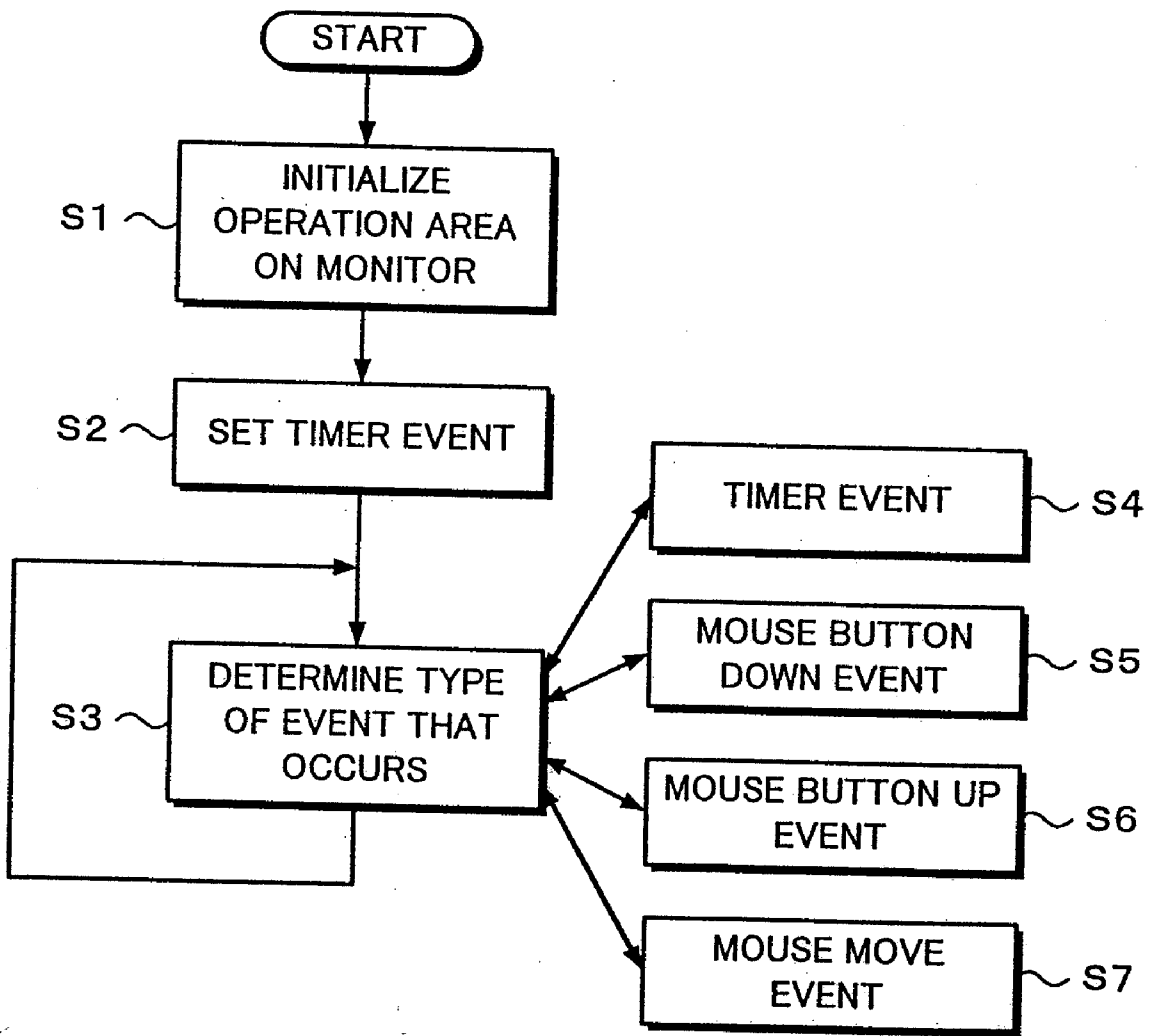 START
S1
INITIALIZE
OPERATION AREA
ON MONITOR
S2
SET TIMER EVENT
S3
DETERMINE TYPE
OF EVENT THAT
OCCURS
TIMER EVENT
S4
MOUSE BUTTON
DOWN EVENT
S5
MOUSE BUTTON UP
EVENT
S6
MOUSE MOVE
EVENT
S7